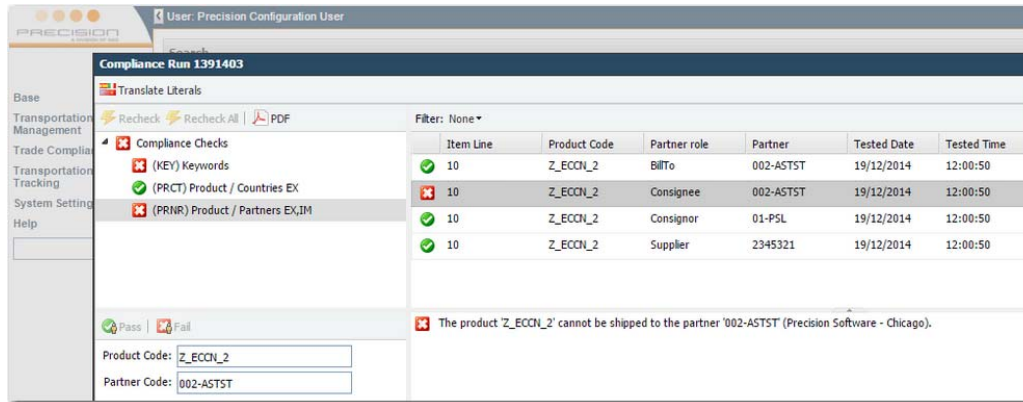 PRECISION
User: Precision Configuration User
Search
Compliance Run 1391403
Translate Literals
Base
Transportation
Management
Trade Complian
Transportation
Tracking
System Setting
Help
Recheck Recheck All PDF
Filter: None
Compliance Checks
(KEY) Keywords
(PRCT) Product / Countries EX
(PRNR) Product / Partners EX,IM
Item Line Product Code Partner role Partner Tested Date Tested Time
10 Z_ECCN_2 BillTo 002-ASTST 19/12/2014 12:00:50
10 Z_ECCN_2 Consignee 002-ASTST 19/12/2014 12:00:50
10 Z_ECCN_2 Consignor 01-PSL 19/12/2014 12:00:50
10 Z_ECCN_2 Supplier 2345321 19/12/2014 12:00:50
Pass Fail
The product 'Z_ECCN_2' cannot be shipped to the partner '002-ASTST' (Precision Software - Chicago).
Product Code: Z_ECCN_2
Partner Code: 002-ASTST